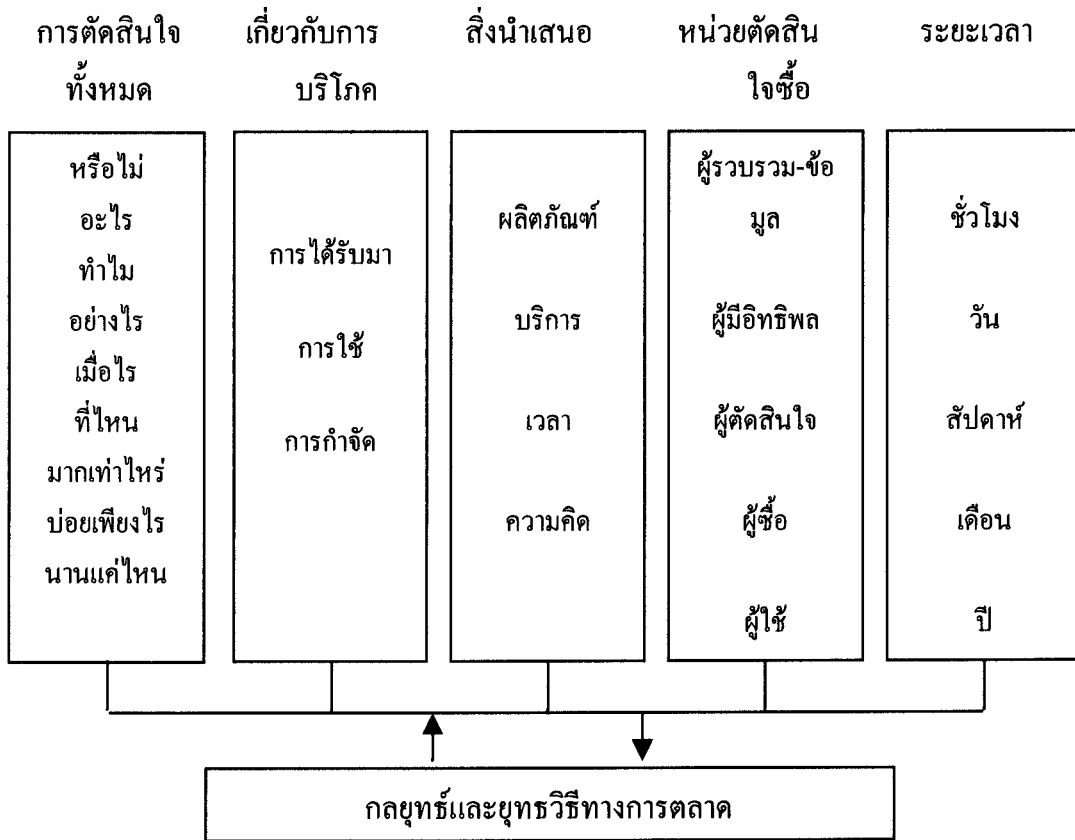 การตัดสินใจ
ทั้งหมด
หรือไม่
อะไร
ทำไม
อย่างไร
เมื่อไร
ที่ไหน
มากเท่าไหร่
บ่อยเพียงไร
นานแค่ไหน
เกี่ยวกับการ
บริโภค
การได้รับมา
การใช้
การกำจัด
สิ่งนำเสนอ
ผลิตภัณฑ์
บริการ
เวลา
ความคิด
หน่วยตัดสิน
ใจซื้อ
ผู้รวบรวม-ข้อ
มูล
ผู้มีอิทธิพล
ผู้ตัดสินใจ
ผู้ซื้อ
ผู้ใช้
ระยะเวลา
ชั่วโมง
วัน
สัปดาห์
เดือน
ปี
กลยุทธ์และยุทธวิธีทางการตลาด